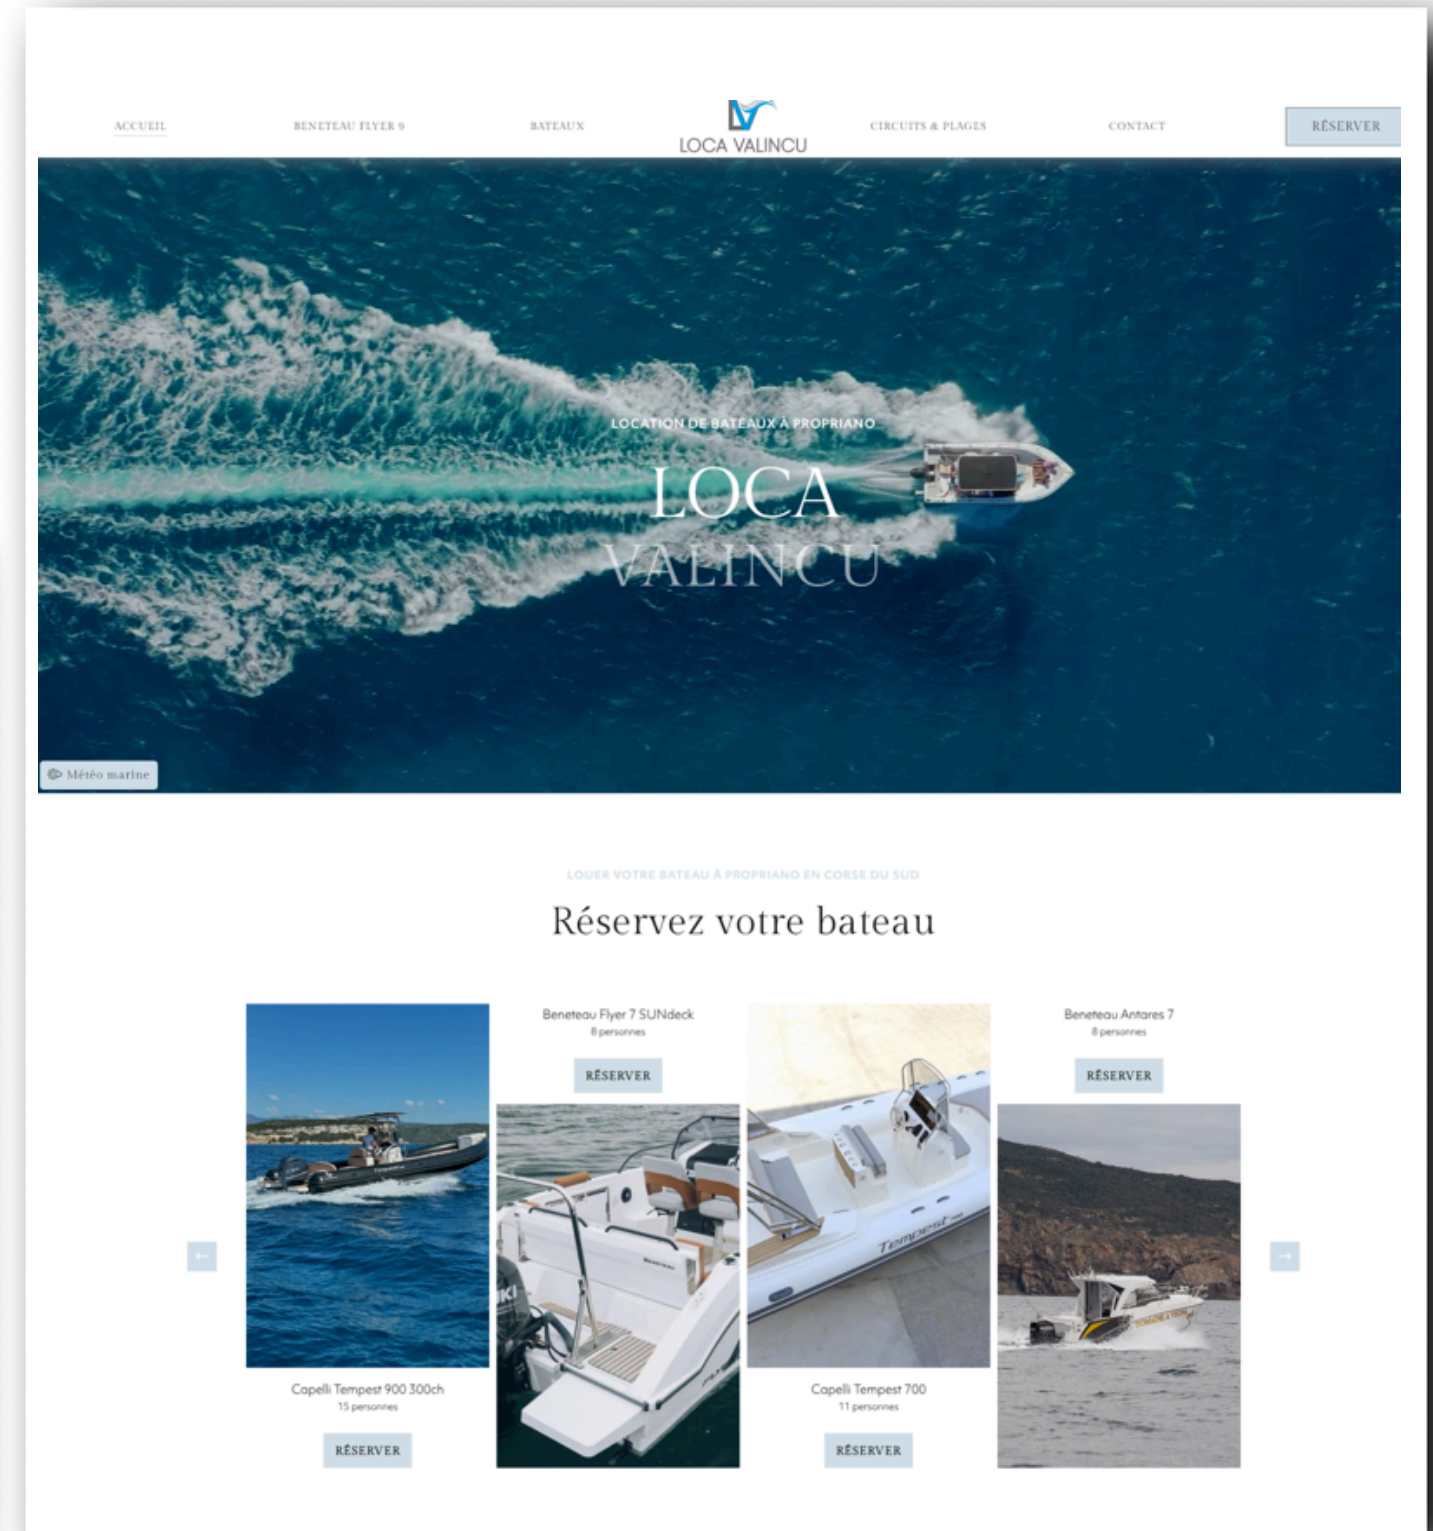 ACCUEIL
BENETEAU FLYER 9
BATEAUX
LOCA VALINCU
CIRCUITS & PLAGES
CONTACT
RÉSERVER
LOCATION DE BATEAUX À PROPRIANO
LOCA
VALINCU
Météo marine
LOUER VOTRE BATEAU À PROPRIANO EN CORSE DU SUD
Réservez votre bateau
Capelli Tempest 900 300ch
15 personnes
RÉSERVER
Beneteau Flyer 7 SUNdeck
8 personnes
RÉSERVER
BENETEAU
Tempest
Capelli Tempest 700
11 personnes
RÉSERVER
Beneteau Antares 7
8 personnes
RÉSERVER